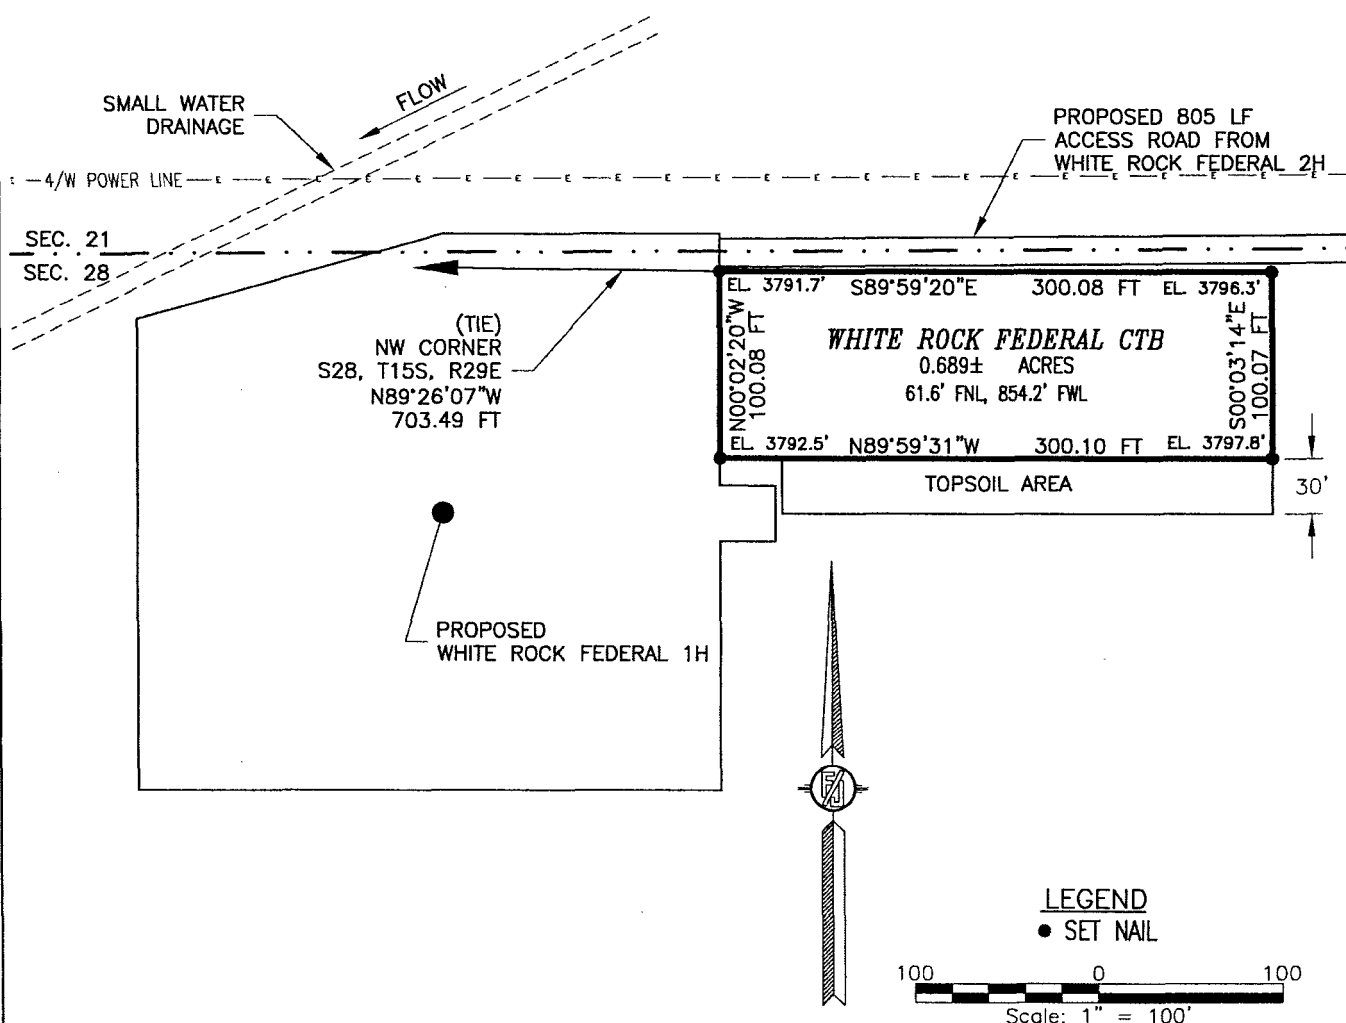 SMALL WATER
DRAINAGE
FLOW
PROPOSED 805 LF
ACCESS ROAD FROM
WHITE ROCK FEDERAL 2H
E —4/W POWER LINE— E — E — E — E — E — E — E — E — E — E — E — E — E — E — E — E — E — E — E — E — E — E — E
SEC. 21
SEC. 28
(TIE)
NW CORNER
S28, T15S, R29E
N89°26'07"W
703.49 FT
EL. 3791.7' S89°59'20"E 300.08 FT EL. 3796.3'
N00°02'20"W
100.08 FT
WHITE ROCK FEDERAL CTB
0.689± ACRES
61.6' FNL, 854.2' FWL
S00°03'14"E
100.07 FT
EL. 3792.5' N89°59'31"W 300.10 FT EL. 3797.8'
TOPSOIL AREA
30'
PROPOSED
WHITE ROCK FEDERAL 1H
LEGEND
SET NAIL
100 0 100
Scale: 1" = 100'